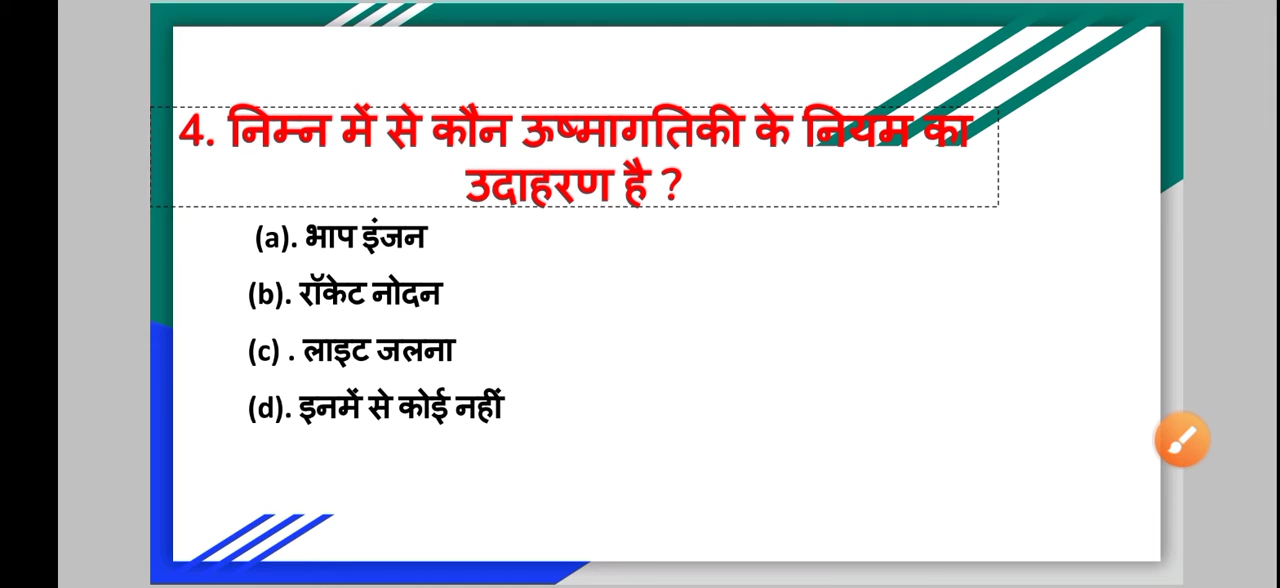 4. निम्न में से कौन ऊष्मागतिकी के नियम का
उदाहरण है ?
(a). भाप इंजन
(b). रॉकेट नोदन
(c) . लाइट जलना
(d). इनमें से कोई नहीं